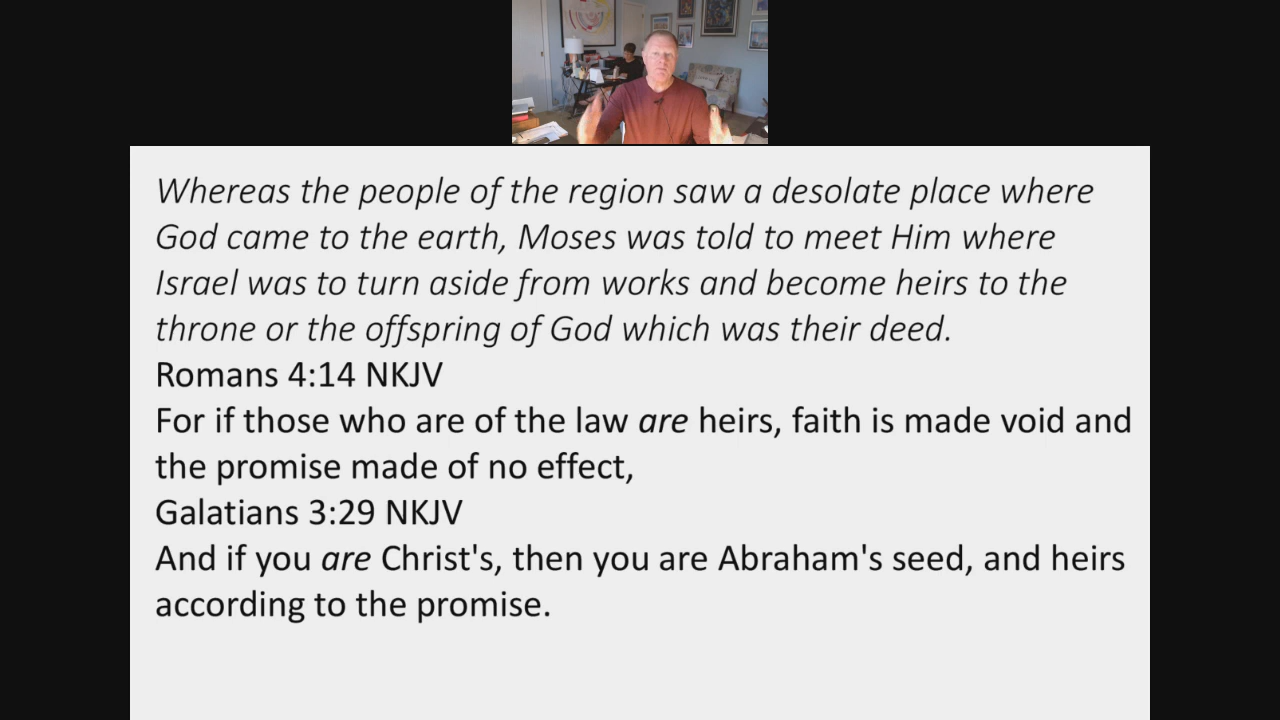 Whereas the people of the region saw a desolate place where
God came to the earth, Moses was told to meet Him where
Israel was to turn aside from works and become heirs to the
throne or the offspring of God which was their deed.
Romans 4:14 NKJV
For if those who are of the law are heirs, faith is made void and
the promise made of no effect,
Galatians 3:29 NKJV
And if you are Christ's, then you are Abraham's seed, and heirs
according to the promise.